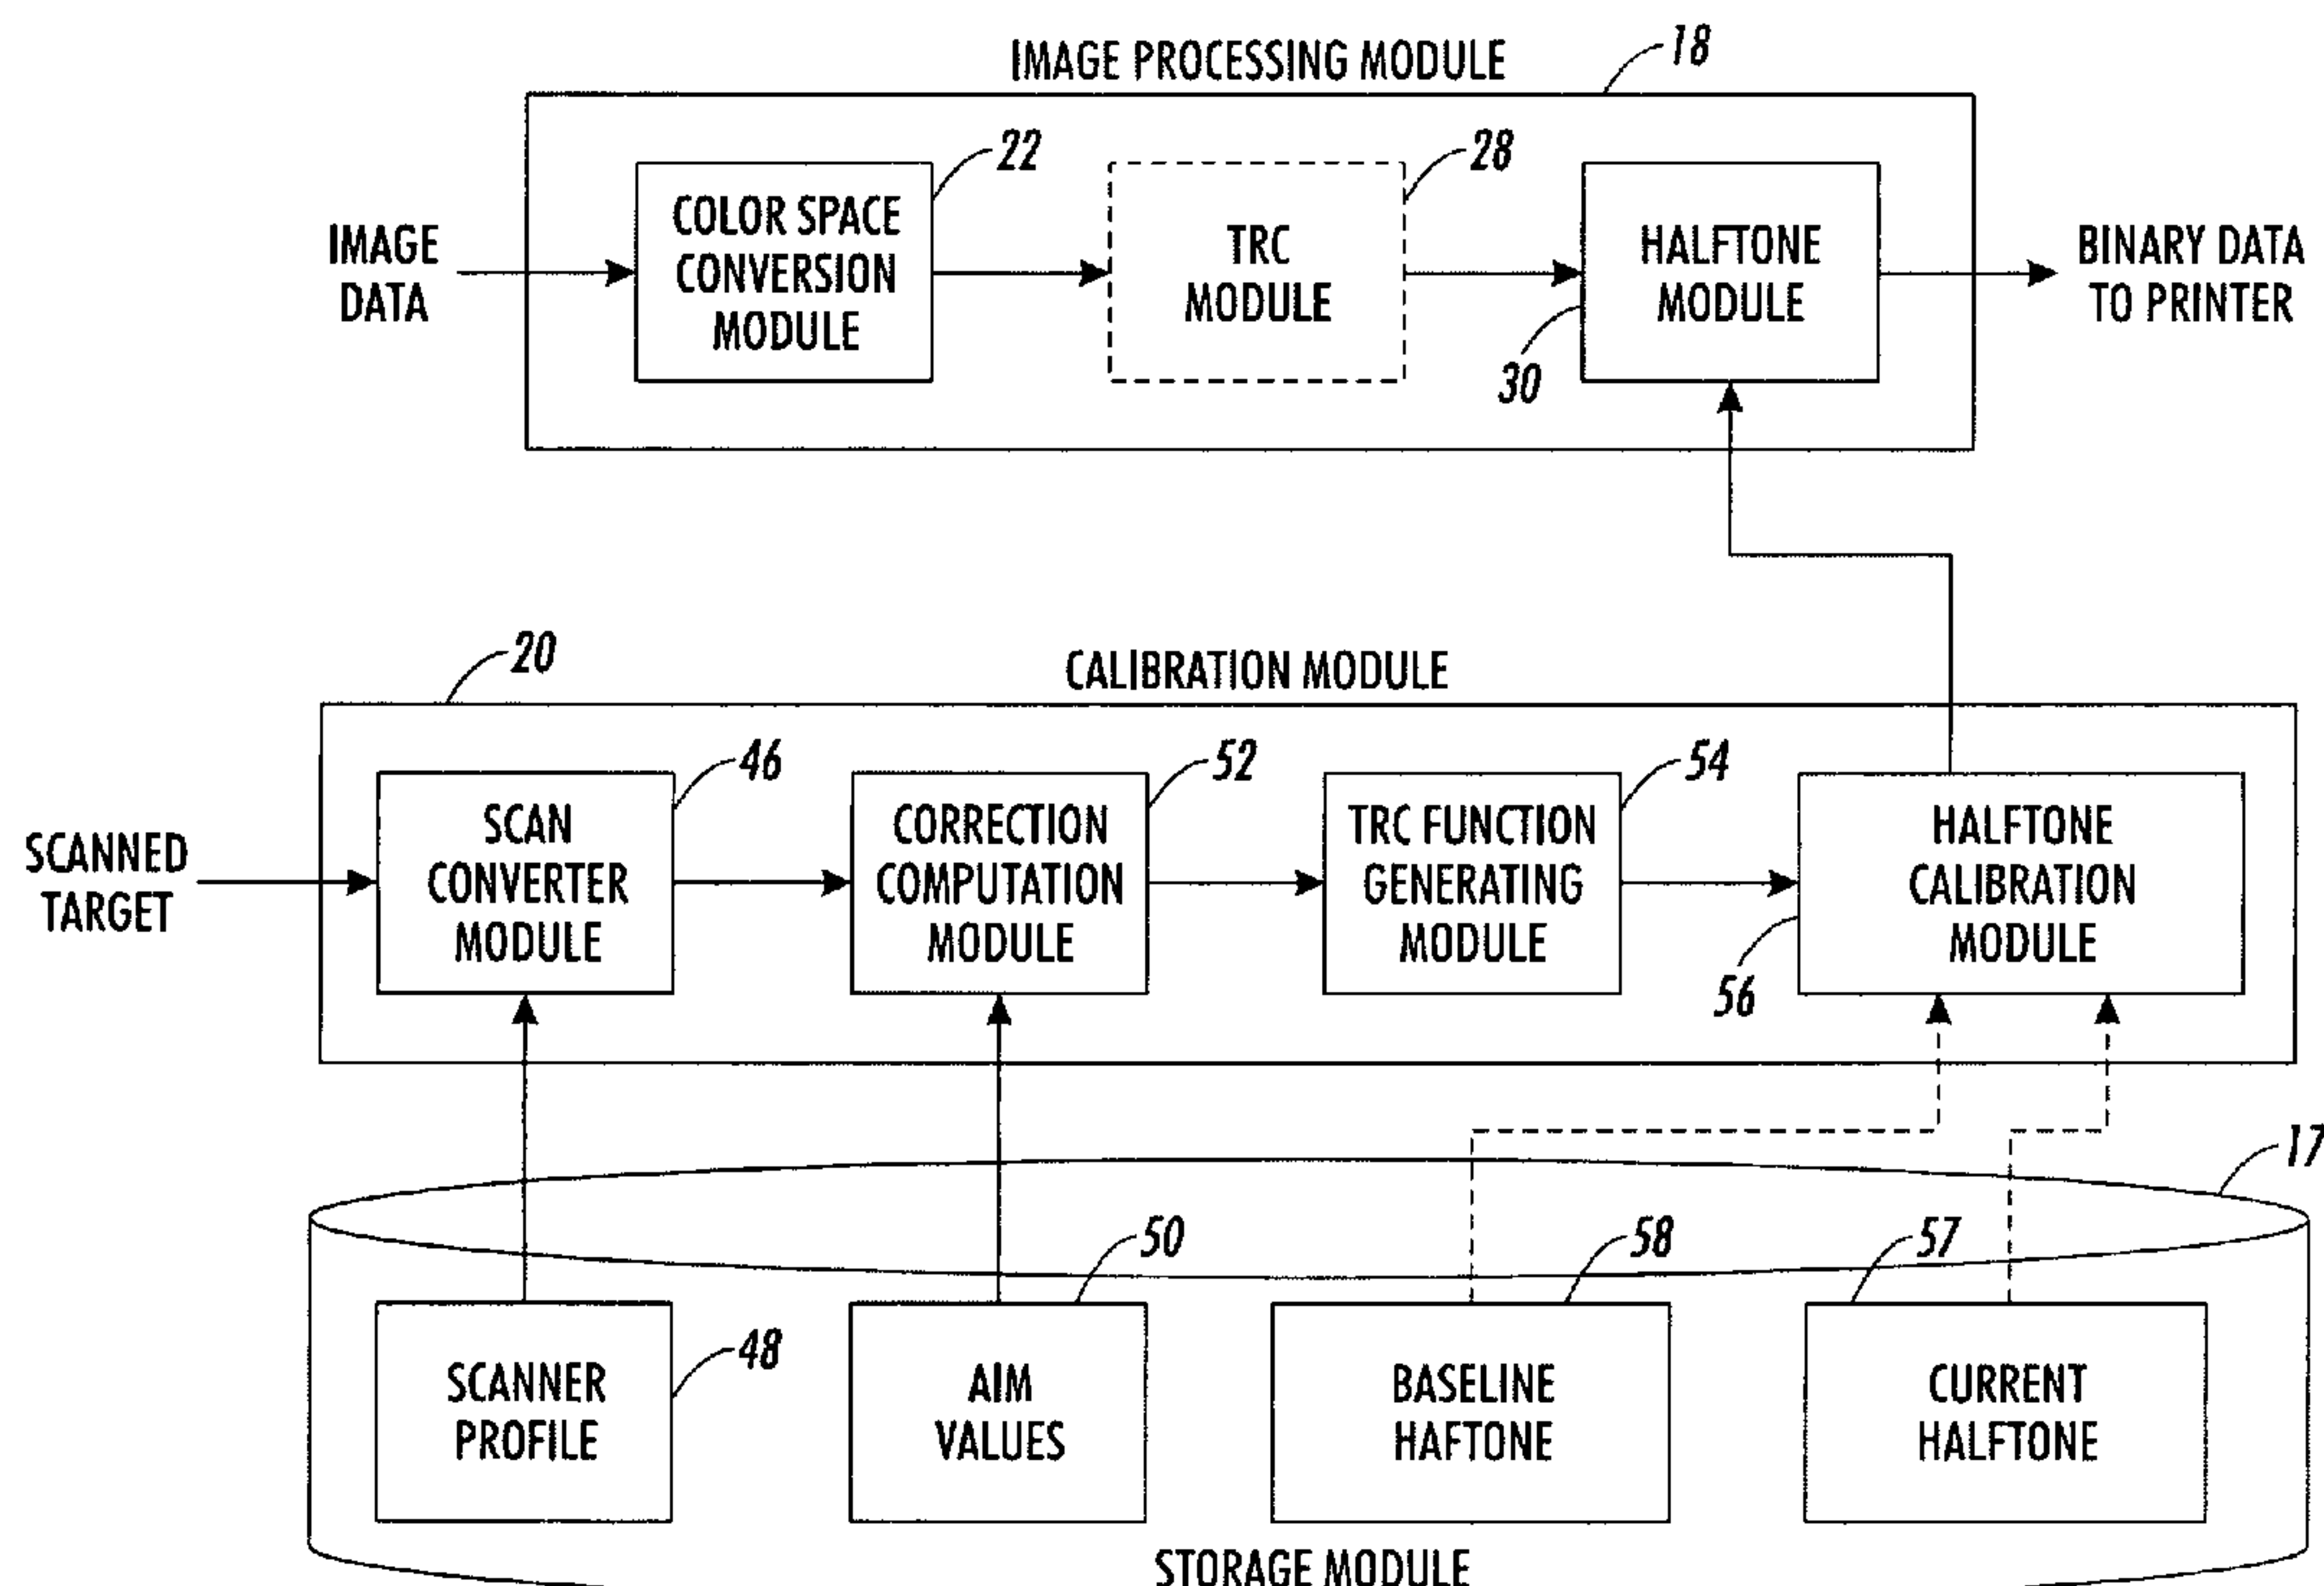 IMAGE PROCESSING MODULE
18
IMAGE
DATA
COLOR SPACE
CONVERSION
MODULE
22
TRC
MODULE
28
HALFTONE
MODULE
30
BINARY DATA
TO PRINTER
20
CALIBRATION MODULE
SCANNED
TARGET
SCAN
CONVERTER
MODULE
46
CORRECTION
COMPUTATION
MODULE
52
TRC FUNCTION
GENERATING
MODULE
54
HALFTONE
CALIBRATION
MODULE
56
17
SCANNER
PROFILE
48
AIM
VALUES
50
BASELINE
HAFTONE
58
CURRENT
HALFTONE
57
STORAGE MODULE